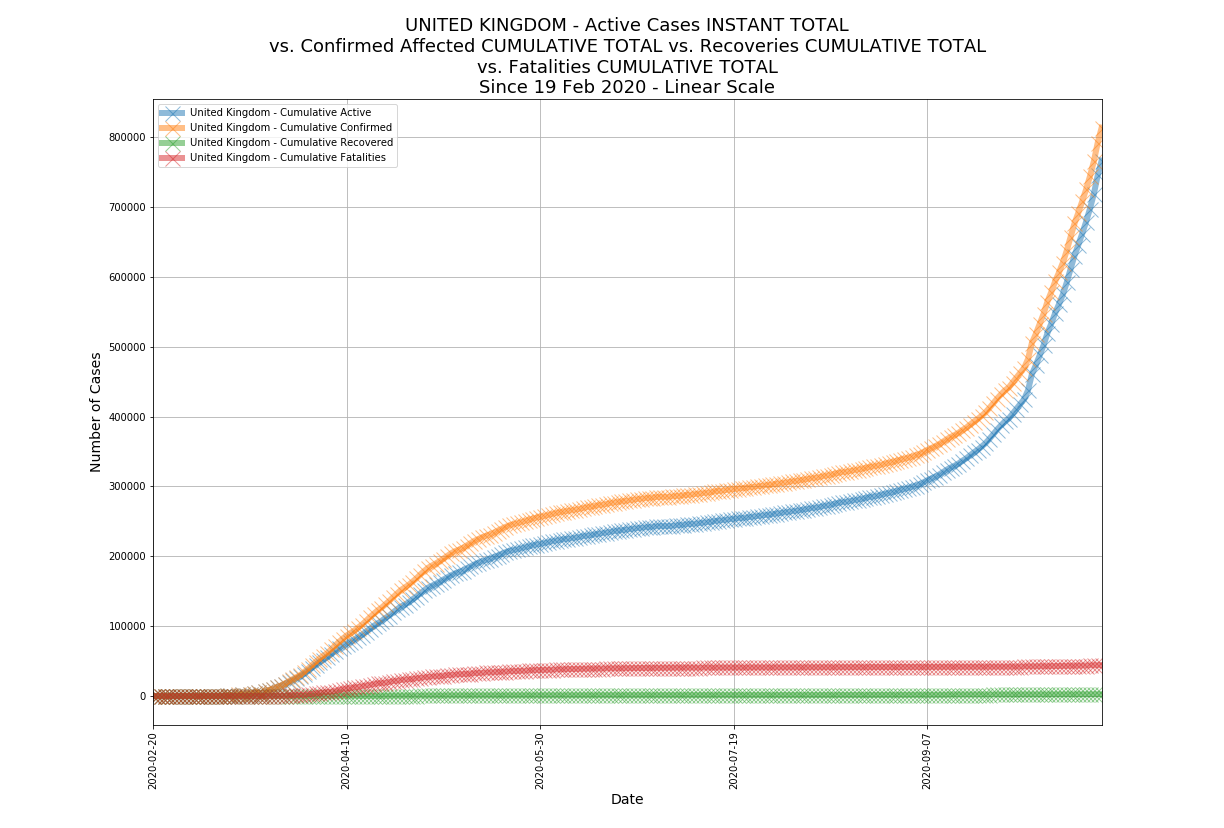 UNITED KINGDOM - Active Cases INSTANT TOTAL
vs. Confirmed Affected CUMULATIVE TOTAL vs. Recoveries CUMULATIVE TOTAL
vs. Fatalities CUMULATIVE TOTAL
Since 19 Feb 2020 - Linear Scale
United Kingdom - Cumulative Active
United Kingdom - Cumulative Confirmed
United Kingdom - Cumulative Recovered
United Kingdom - Cumulative Fatalities
Number of Cases
800000
700000
600000
500000
400000
300000
200000
100000
0
2020-02-20
2020-04-10
2020-05-30
2020-07-19
2020-09-07
Date